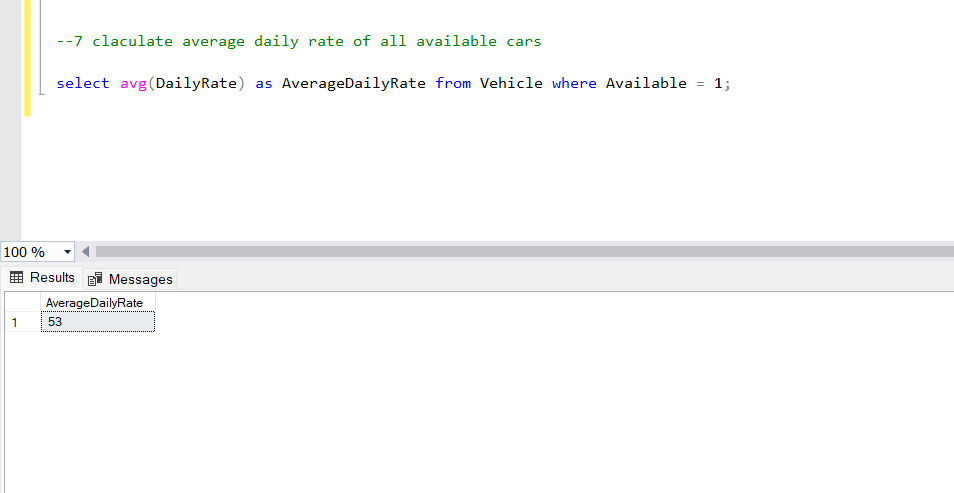 --7 claculate average daily rate of all available cars
select avg(DailyRate) as AverageDailyRate from Vehicle where Available = 1;
100 %
Results Messages
AverageDailyRate
1 53